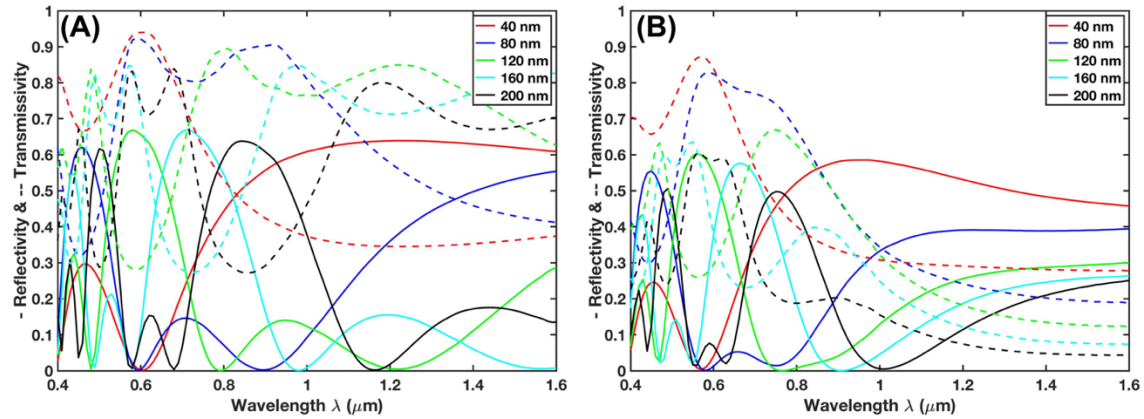 (A)
- Reflectivity & -- Transmissivity
1
0.9
0.8
0.7
0.6
0.5
0.4
0.3
0.2
0.1
0
0.4
0.6
0.8
1
1.2
1.4
1.6
Wavelength λ (μm)
40 nm
80 nm
120 nm
160 nm
200 nm
(B)
- Reflectivity & -- Transmissivity
1
0.9
0.8
0.7
0.6
0.5
0.4
0.3
0.2
0.1
0
0.4
0.6
0.8
1
1.2
1.4
1.6
Wavelength λ (μm)
40 nm
80 nm
120 nm
160 nm
200 nm